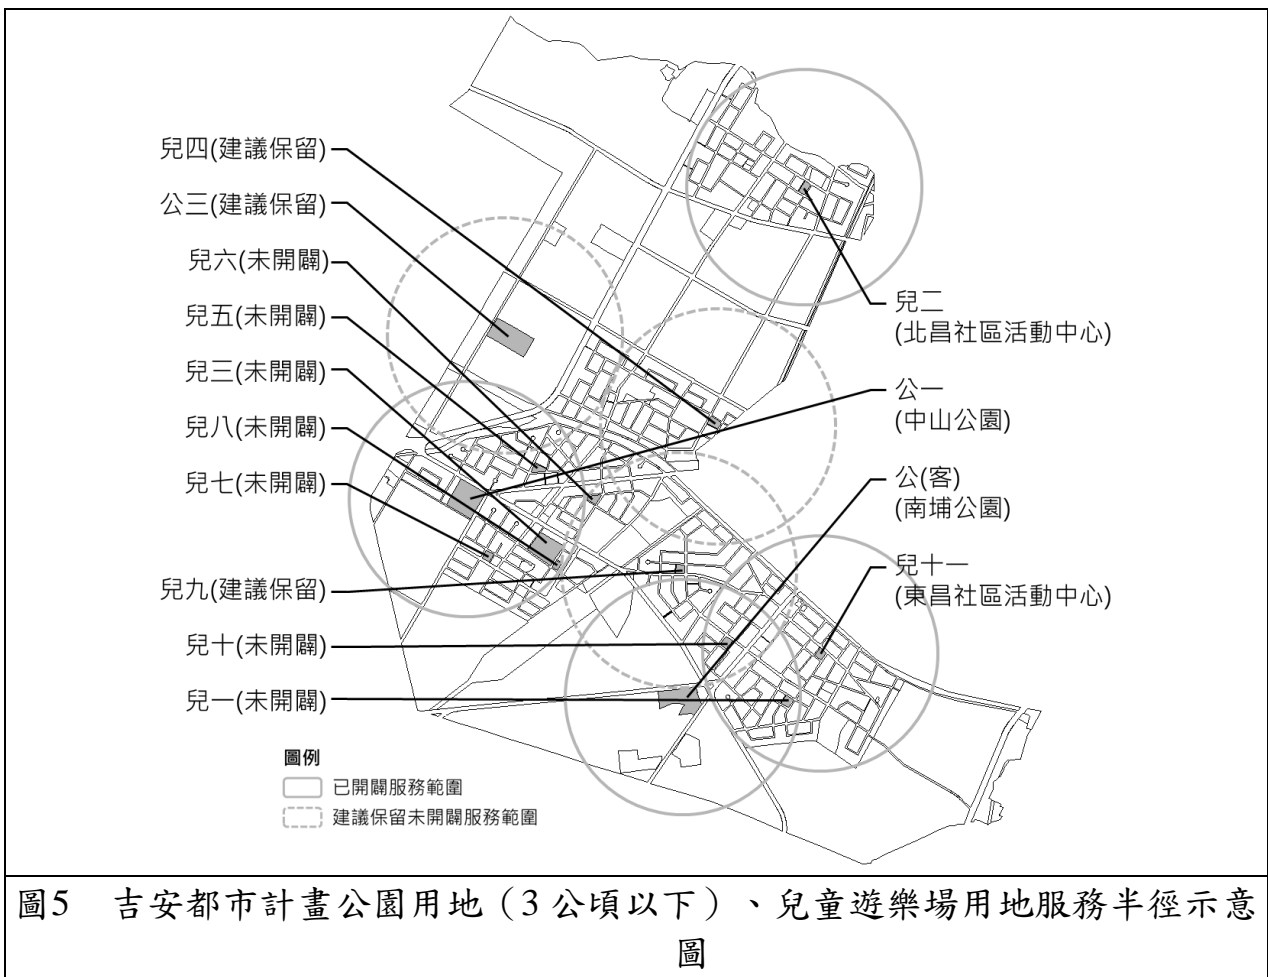 兒四(建議保留)
公三(建議保留)
兒六(未開闢)
兒五(未開闢)
兒三(未開闢)
兒八(未開闢)
兒七(未開闢)
兒九(建議保留)
兒十(未開闢)
兒一(未開闢)
兒二
(北昌社區活動中心)
公一
(中山公園)
公(客)
(南埔公園)
兒十一
(東昌社區活動中心)
圖例
已開闢服務範圍
建議保留未開闢服務範圍
圖5 吉安都市計畫公園用地（3 公頃以下）、兒童遊樂場用地服務半徑示意
圖